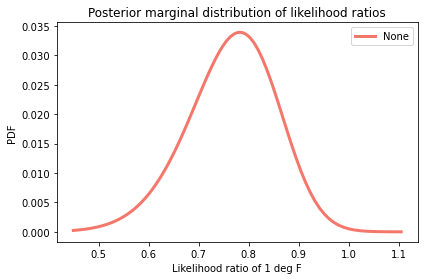 Posterior marginal distribution of likelihood ratios
None
PDF
0.035
0.030
0.025
0.020
0.015
0.010
0.005
0.000
0.5 0.6 0.7 0.8 0.9 1.0 1.1
Likelihood ratio of 1 deg F